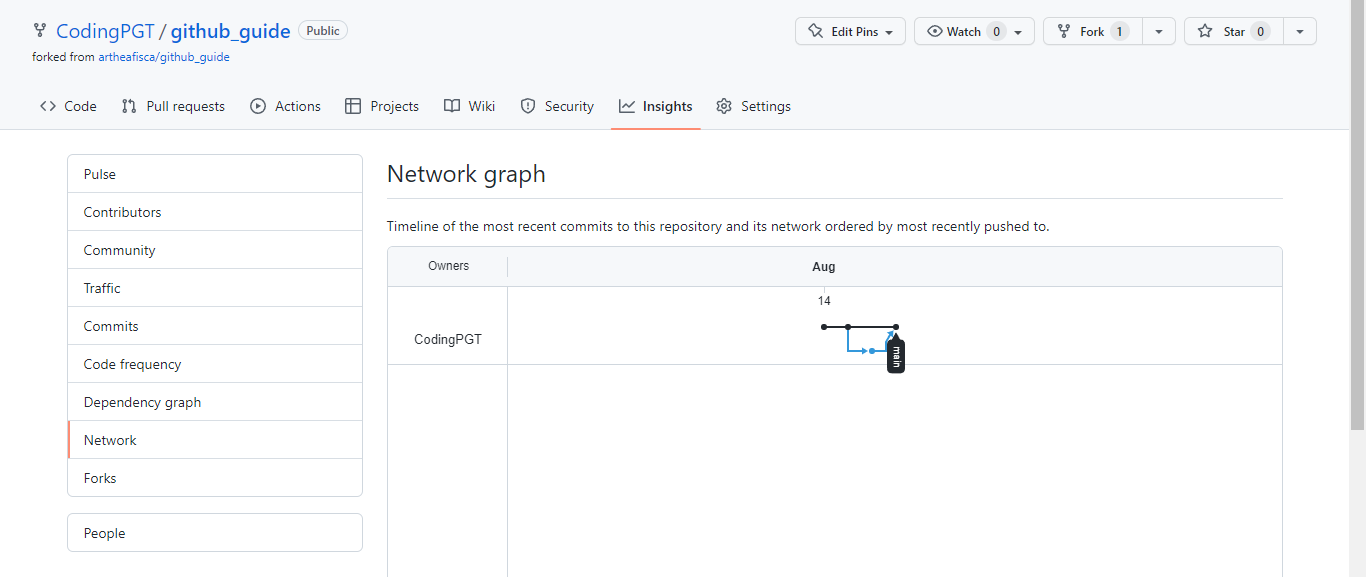 CodingPGT / github_guide Public
Edit Pins Watch 0 Fork 1 Star 0
forked from artheafisca/github_guide
Code Pull requests Actions Projects Wiki Security Insights Settings
Pulse
Contributors
Community
Traffic
Commits
Code frequency
Dependency graph
Network
Forks
People
Network graph
Timeline of the most recent commits to this repository and its network ordered by most recently pushed to.
Owners Aug
14
CodingPGT
main